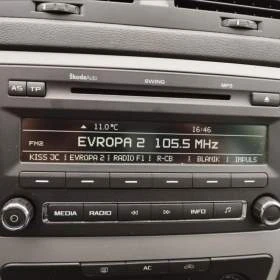 ŠkodaAuto SWING MP3
AS TP
11.0°C 16:46
FM2 EVROPA 2 105.5 MHz
KISS JC | EVROPA 2 | RADIO F1 | R-CB | BLANIK | IMPULS
MEDIA RADIO INFO
AC